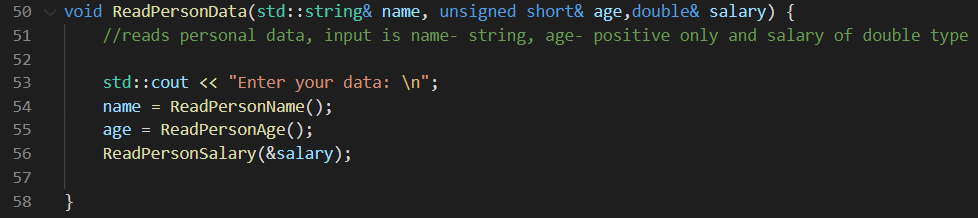 50 void ReadPersonData(std::string& name, unsigned short& age,double& salary) {
51 //reads personal data, input is name- string, age- positive only and salary of double type
52
53 std::cout << "Enter your data: \n";
54 name = ReadPersonName();
55 age = ReadPersonAge();
56 ReadPersonSalary(&salary);
57
58 }